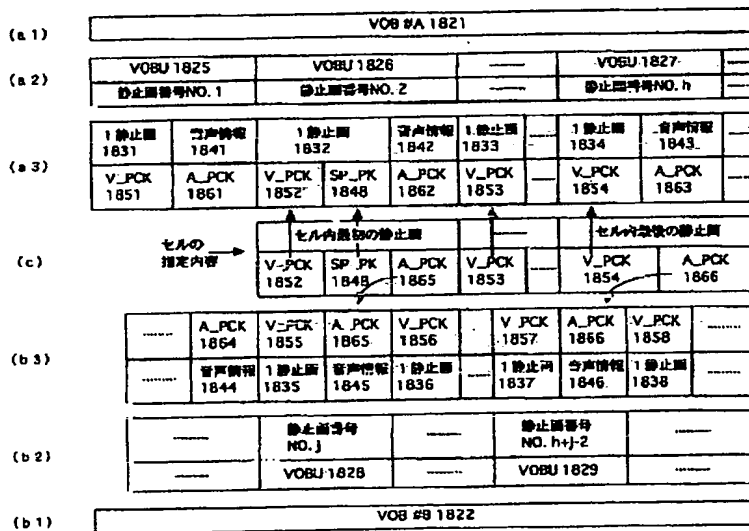 (a1)
VOB #A 1821
(a2)
VOBU 1825 VOBU 1826 —— VOBU 1827 ——
静止画番号NO. 1 静止画番号NO. 2 —— 静止画番号NO. h ——
(a3)
1静止画 音声情報 1静止画 音声情報 1静止画 …… 1静止画 音声情報 ……
1831 1841 1832 1842 1833 1834 1843
V_PCK A_PCK V_PCK SP_PK A_PCK V_PCK …… V_PCK A_PCK ……
1851 1861 1852 1848 1862 1853 1854 1863
セルの
指定内容
(c)
セル内最初の静止画 —— セル内最後の静止画
V_PCK SP_PK A_PCK V_PCK …… V_PCK A_PCK
1852 1848 1865 1853 1854 1866
(b3)
…… A_PCK V_PCK A_PCK V_PCK …… V_PCK A_PCK V_PCK ……
1864 1855 1865 1856 1857 1866 1858
…… 音声情報 1静止画 音声情報 1静止画 …… 1静止画 音声情報 1静止画 ……
1844 1835 1845 1836 1837 1846 1838
(b2)
—— 静止画番号 —— 静止画番号 ——
NO. j NO. h+j-2
…… VOBU 1828 …… VOBU 1829 ……
(b1)
VOB #B 1822